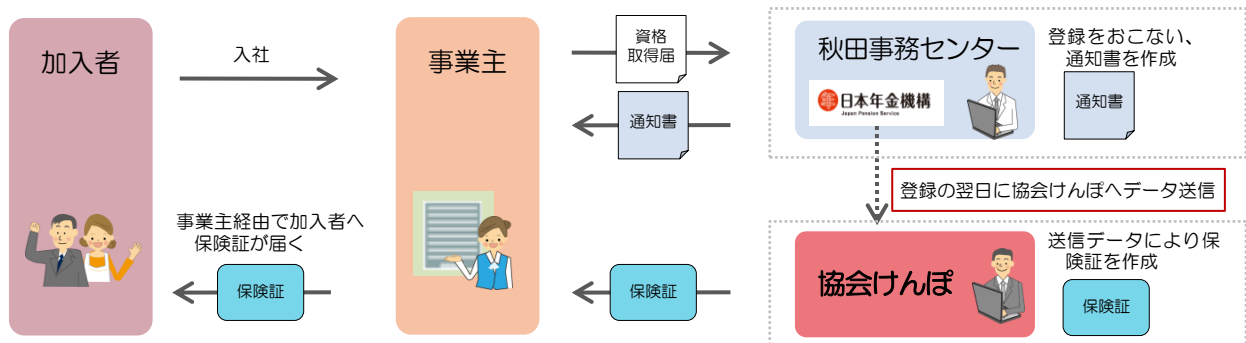 加入者
入社
事業主
資格
取得届
通知書
秋田事務センター
日本年金機構
Japan Pension Service
登録をおこない、
通知書を作成
通知書
登録の翌日に協会けんぽへデータ送信
事業主経由で加入者へ
保険証が届く
保険証
保険証
協会けんぽ
送信データにより保
険証を作成
保険証